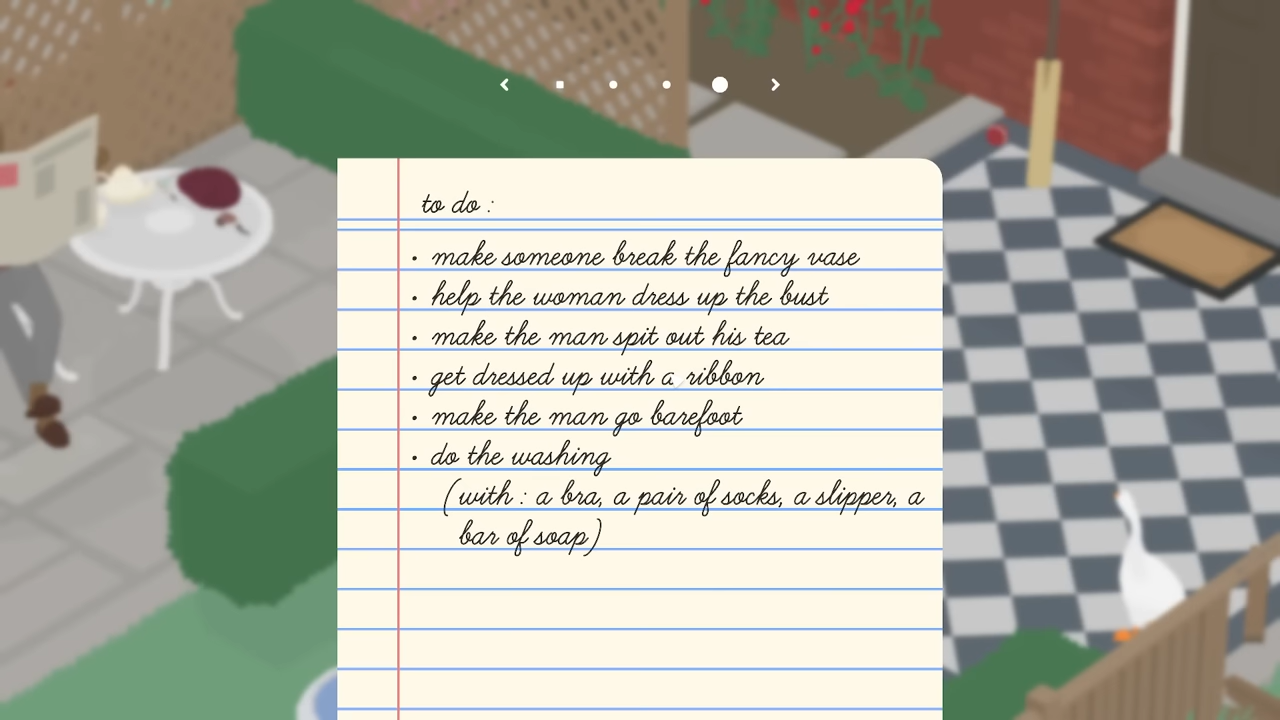 to do :
• make someone break the fancy vase
• help the woman dress up the bust
• make the man spit out his tea
• get dressed up with a ribbon
• make the man go barefoot
• do the washing
(with : a bra, a pair of socks, a slipper, a
bar of soap)